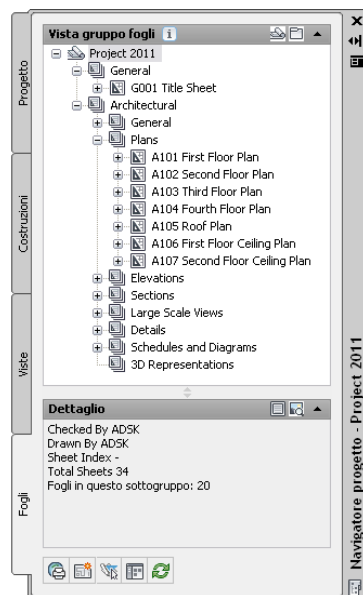 Vista gruppo fogli
Project 2011
General
G001 Title Sheet
Architectural
General
Plans
A101 First Floor Plan
A102 Second Floor Plan
A103 Third Floor Plan
A104 Fourth Floor Plan
A105 Roof Plan
A106 First Floor Ceiling Plan
A107 Second Floor Ceiling Plan
Elevations
Sections
Large Scale Views
Details
Schedules and Diagrams
3D Representations
Dettaglio
Checked By ADSK
Drawn By ADSK
Sheet Index -
Total Sheets 34
Fogli in questo sottogruppo: 20
Progetto
Costruzioni
Viste
Fogli
Navigatore progetto - Project 2011